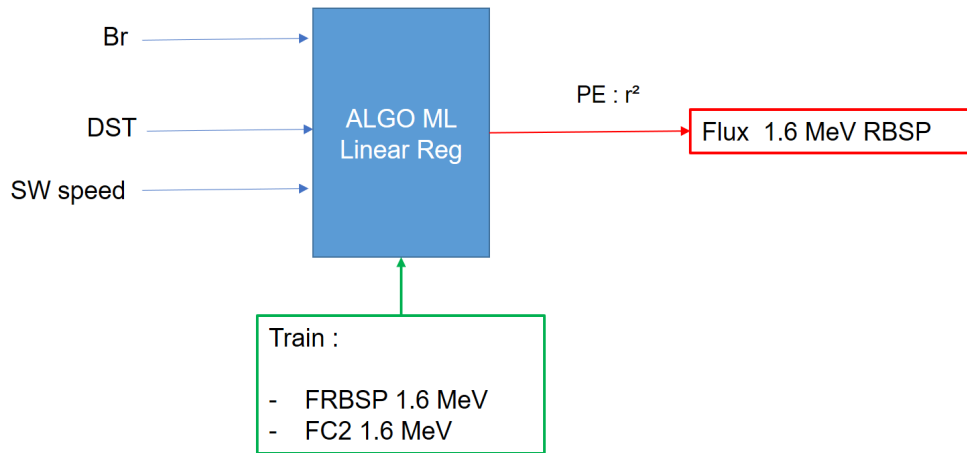 Br
DST
SW speed
ALGO ML
Linear Reg
PE : r²
Flux 1.6 MeV RBSP
Train :
- FRBSP 1.6 MeV
- FC2 1.6 MeV